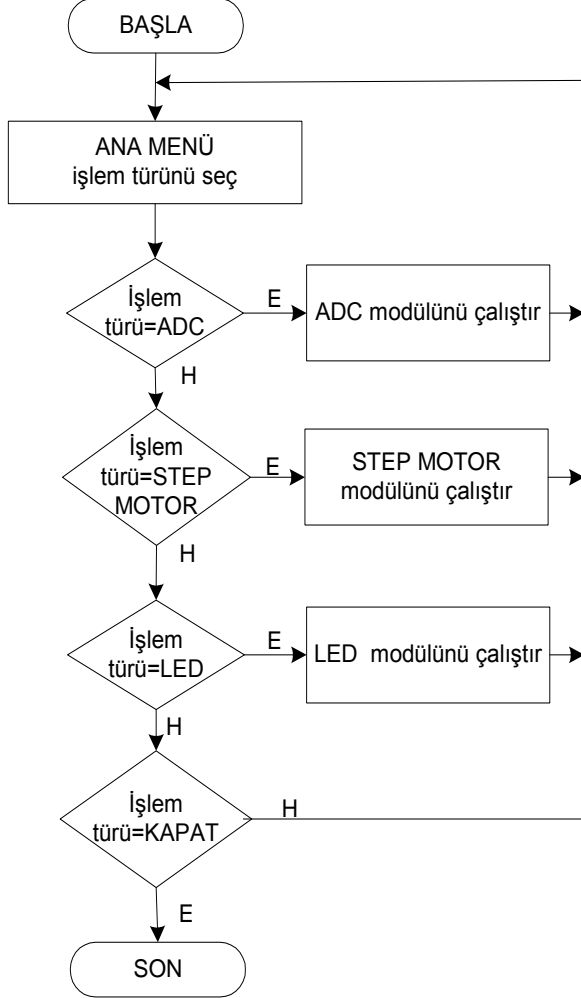 BAŞLA
ANA MENÜ
işlem türünü seç
İşlem
türü=ADC
E
ADC modülünü çalıştır
H
İşlem
türü=STEP
MOTOR
E
STEP MOTOR
modülünü çalıştır
H
İşlem
türü=LED
E
LED modülünü çalıştır
H
İşlem
türü=KAPAT
H
E
SON